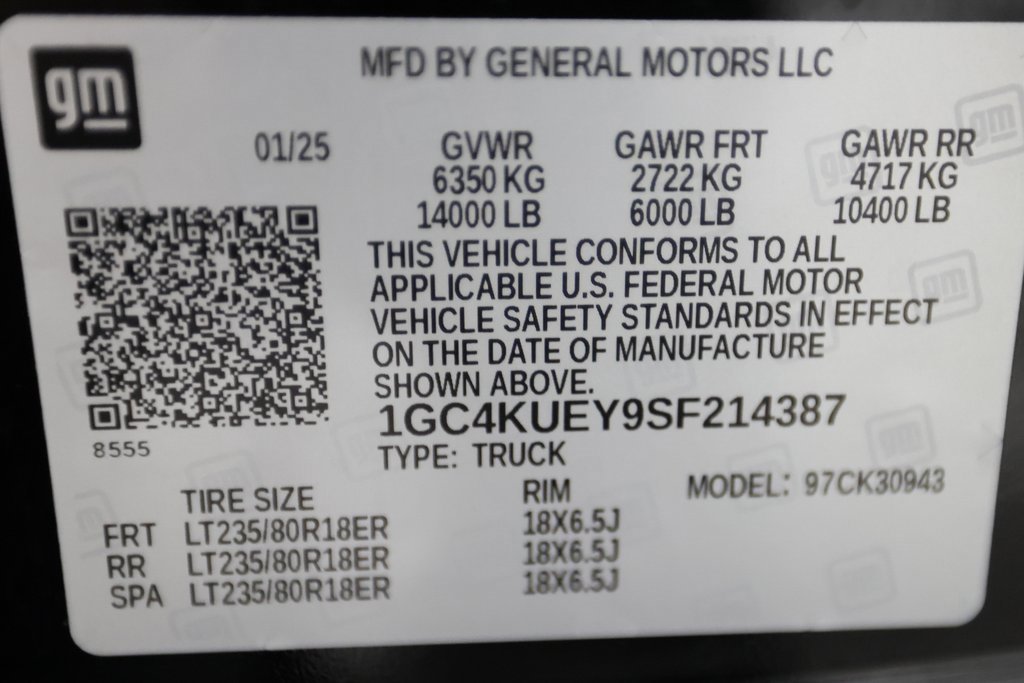 gm
MFD BY GENERAL MOTORS LLC
01/25 GVWR GAWR FRT GAWR RR
6350 KG 2722 KG 4717 KG
14000 LB 6000 LB 10400 LB
THIS VEHICLE CONFORMS TO ALL
APPLICABLE U.S. FEDERAL MOTOR
VEHICLE SAFETY STANDARDS IN EFFECT
ON THE DATE OF MANUFACTURE
SHOWN ABOVE.
1GC4KUEY9SF214387
8555
TYPE: TRUCK
MODEL: 97CK30943
TIRE SIZE RIM
FRT LT235/80R18ER 18X6.5J
RR LT235/80R18ER 18X6.5J
SPA LT235/80R18ER 18X6.5J